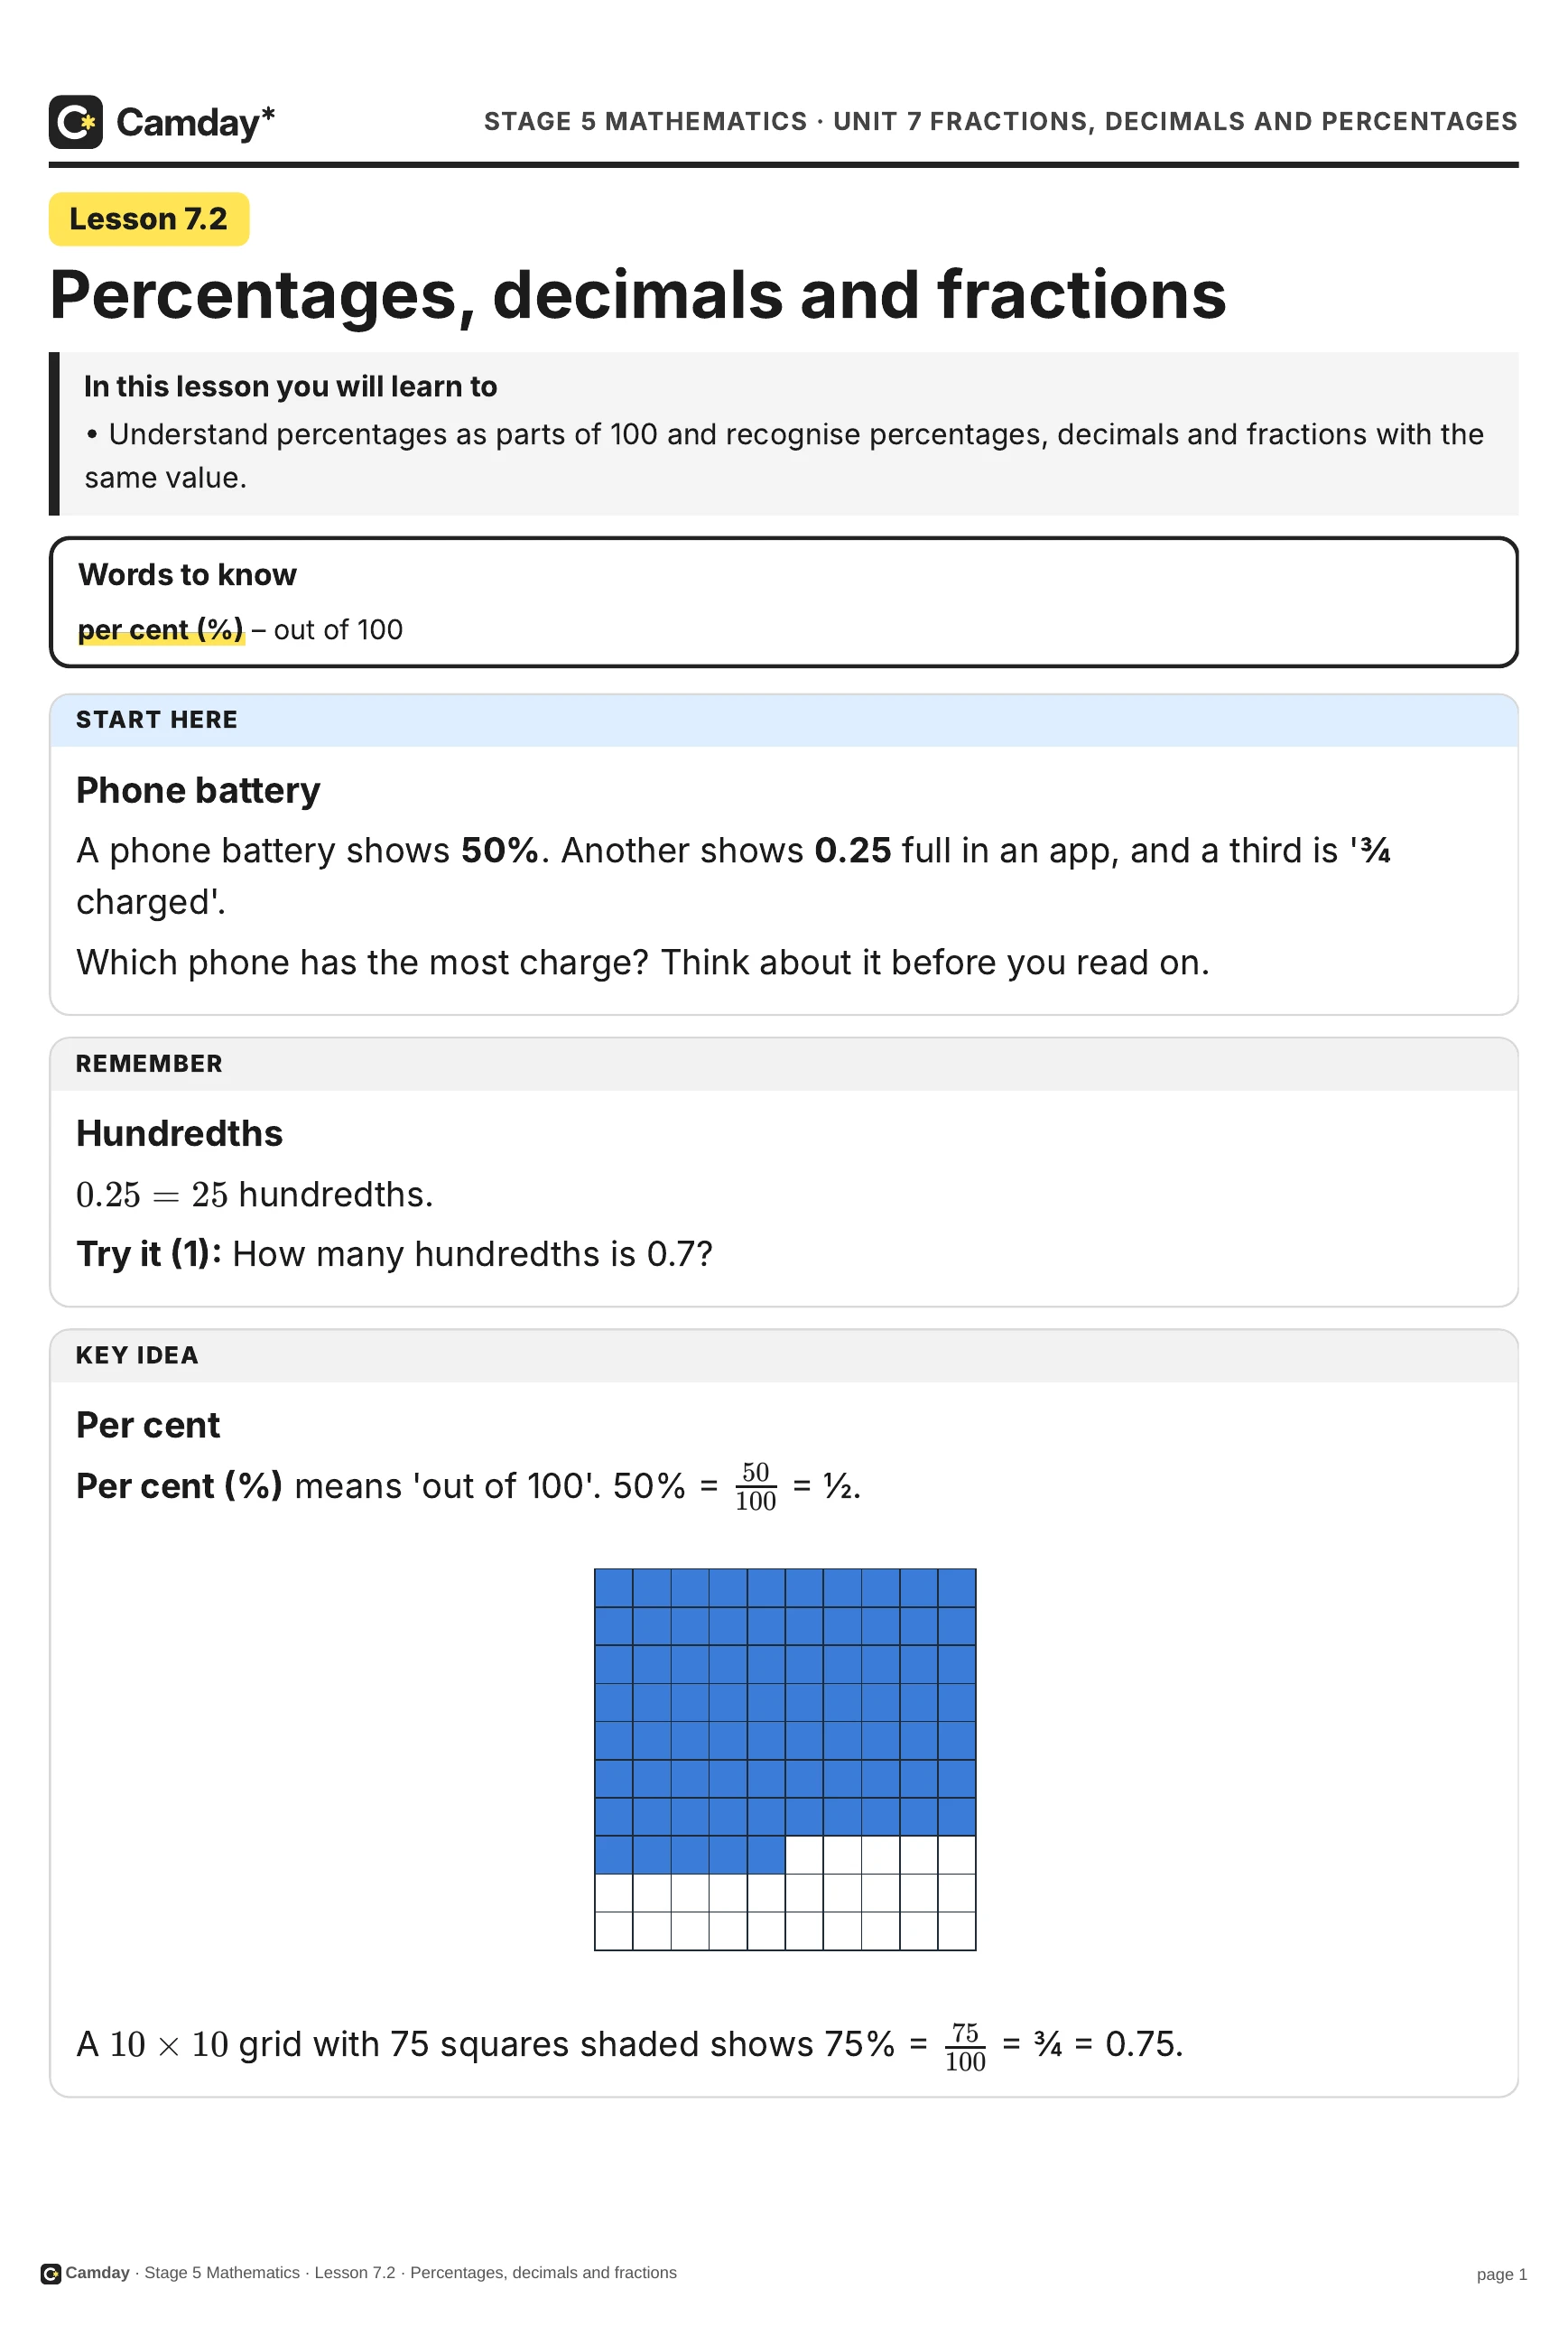 Camday*
STAGE 5 MATHEMATICS · UNIT 7 FRACTIONS, DECIMALS AND PERCENTAGES
Lesson 7.2
Percentages, decimals and fractions
In this lesson you will learn to
• Understand percentages as parts of 100 and recognise percentages, decimals and fractions with the
same value.
Words to know
per cent (%) – out of 100
START HERE
Phone battery
A phone battery shows 50%. Another shows 0.25 full in an app, and a third is '¾
charged'.
Which phone has the most charge? Think about it before you read on.
REMEMBER
Hundredths
0.25 = 25 hundredths.
Try it (1): How many hundredths is 0.7?
KEY IDEA
Per cent
Per cent (%) means 'out of 100'. 50% = 50/100 = ½.
A 10 × 10 grid with 75 squares shaded shows 75% = 75/100 = ¾ = 0.75.
Camday · Stage 5 Mathematics · Lesson 7.2 · Percentages, decimals and fractions
page 1